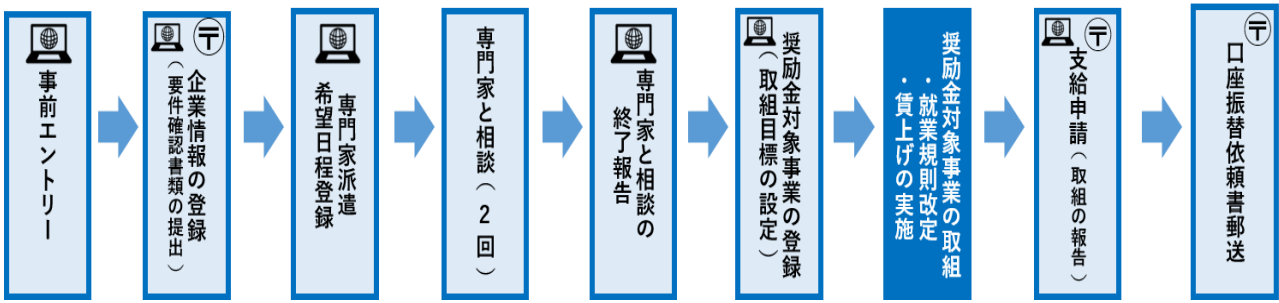 事前エントリー
〒
企業情報の登録
（要件確認書類の提出）
専門家派遣
希望日程登録
専門家と相談（２回）
専門家と相談の
終了報告
奨励金対象事業の登録
（取組目標の設定）
奨励金対象事業の取組
・就業規則改定
・賃上げの実施
〒
支給申請（取組の報告）
〒
口座振替依頼書郵送